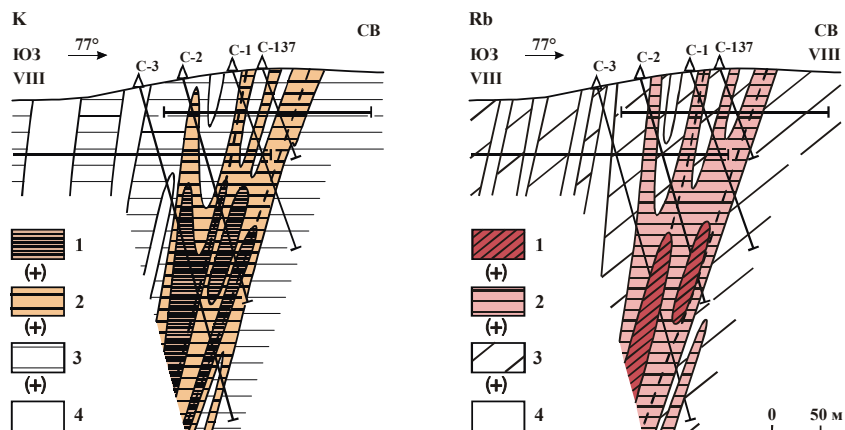 K
СВ
ЮЗ 77°
VIII
С-3
С-2
С-1
С-137
1
(+)
2
(+)
3
(+)
4
Rb
СВ
ЮЗ 77°
VIII
VIII
С-3
С-2
С-1
С-137
1
(+)
2
(+)
3
(+)
4
0 50 м